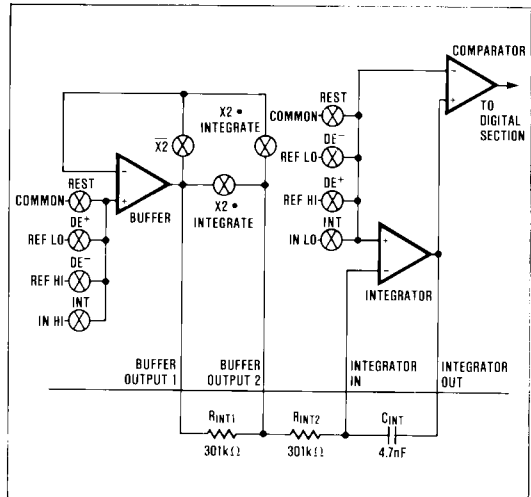 COMPARATOR
−
+
TO
DIGITAL
SECTION
REST
COMMON
DE−
REF LO
DE+
REF HI
INT
IN LO
+
−
INTEGRATOR
X2 •
INTEGRATE
X2̅
X2 •
INTEGRATE
−
+
BUFFER
REST
COMMON
DE+
REF LO
DE−
REF HI
INT
IN HI
BUFFER
OUTPUT 1
BUFFER
OUTPUT 2
INTEGRATOR
IN
INTEGRATOR
OUT
RINT1
301kΩ
RINT2
301kΩ
CINT
4.7nF